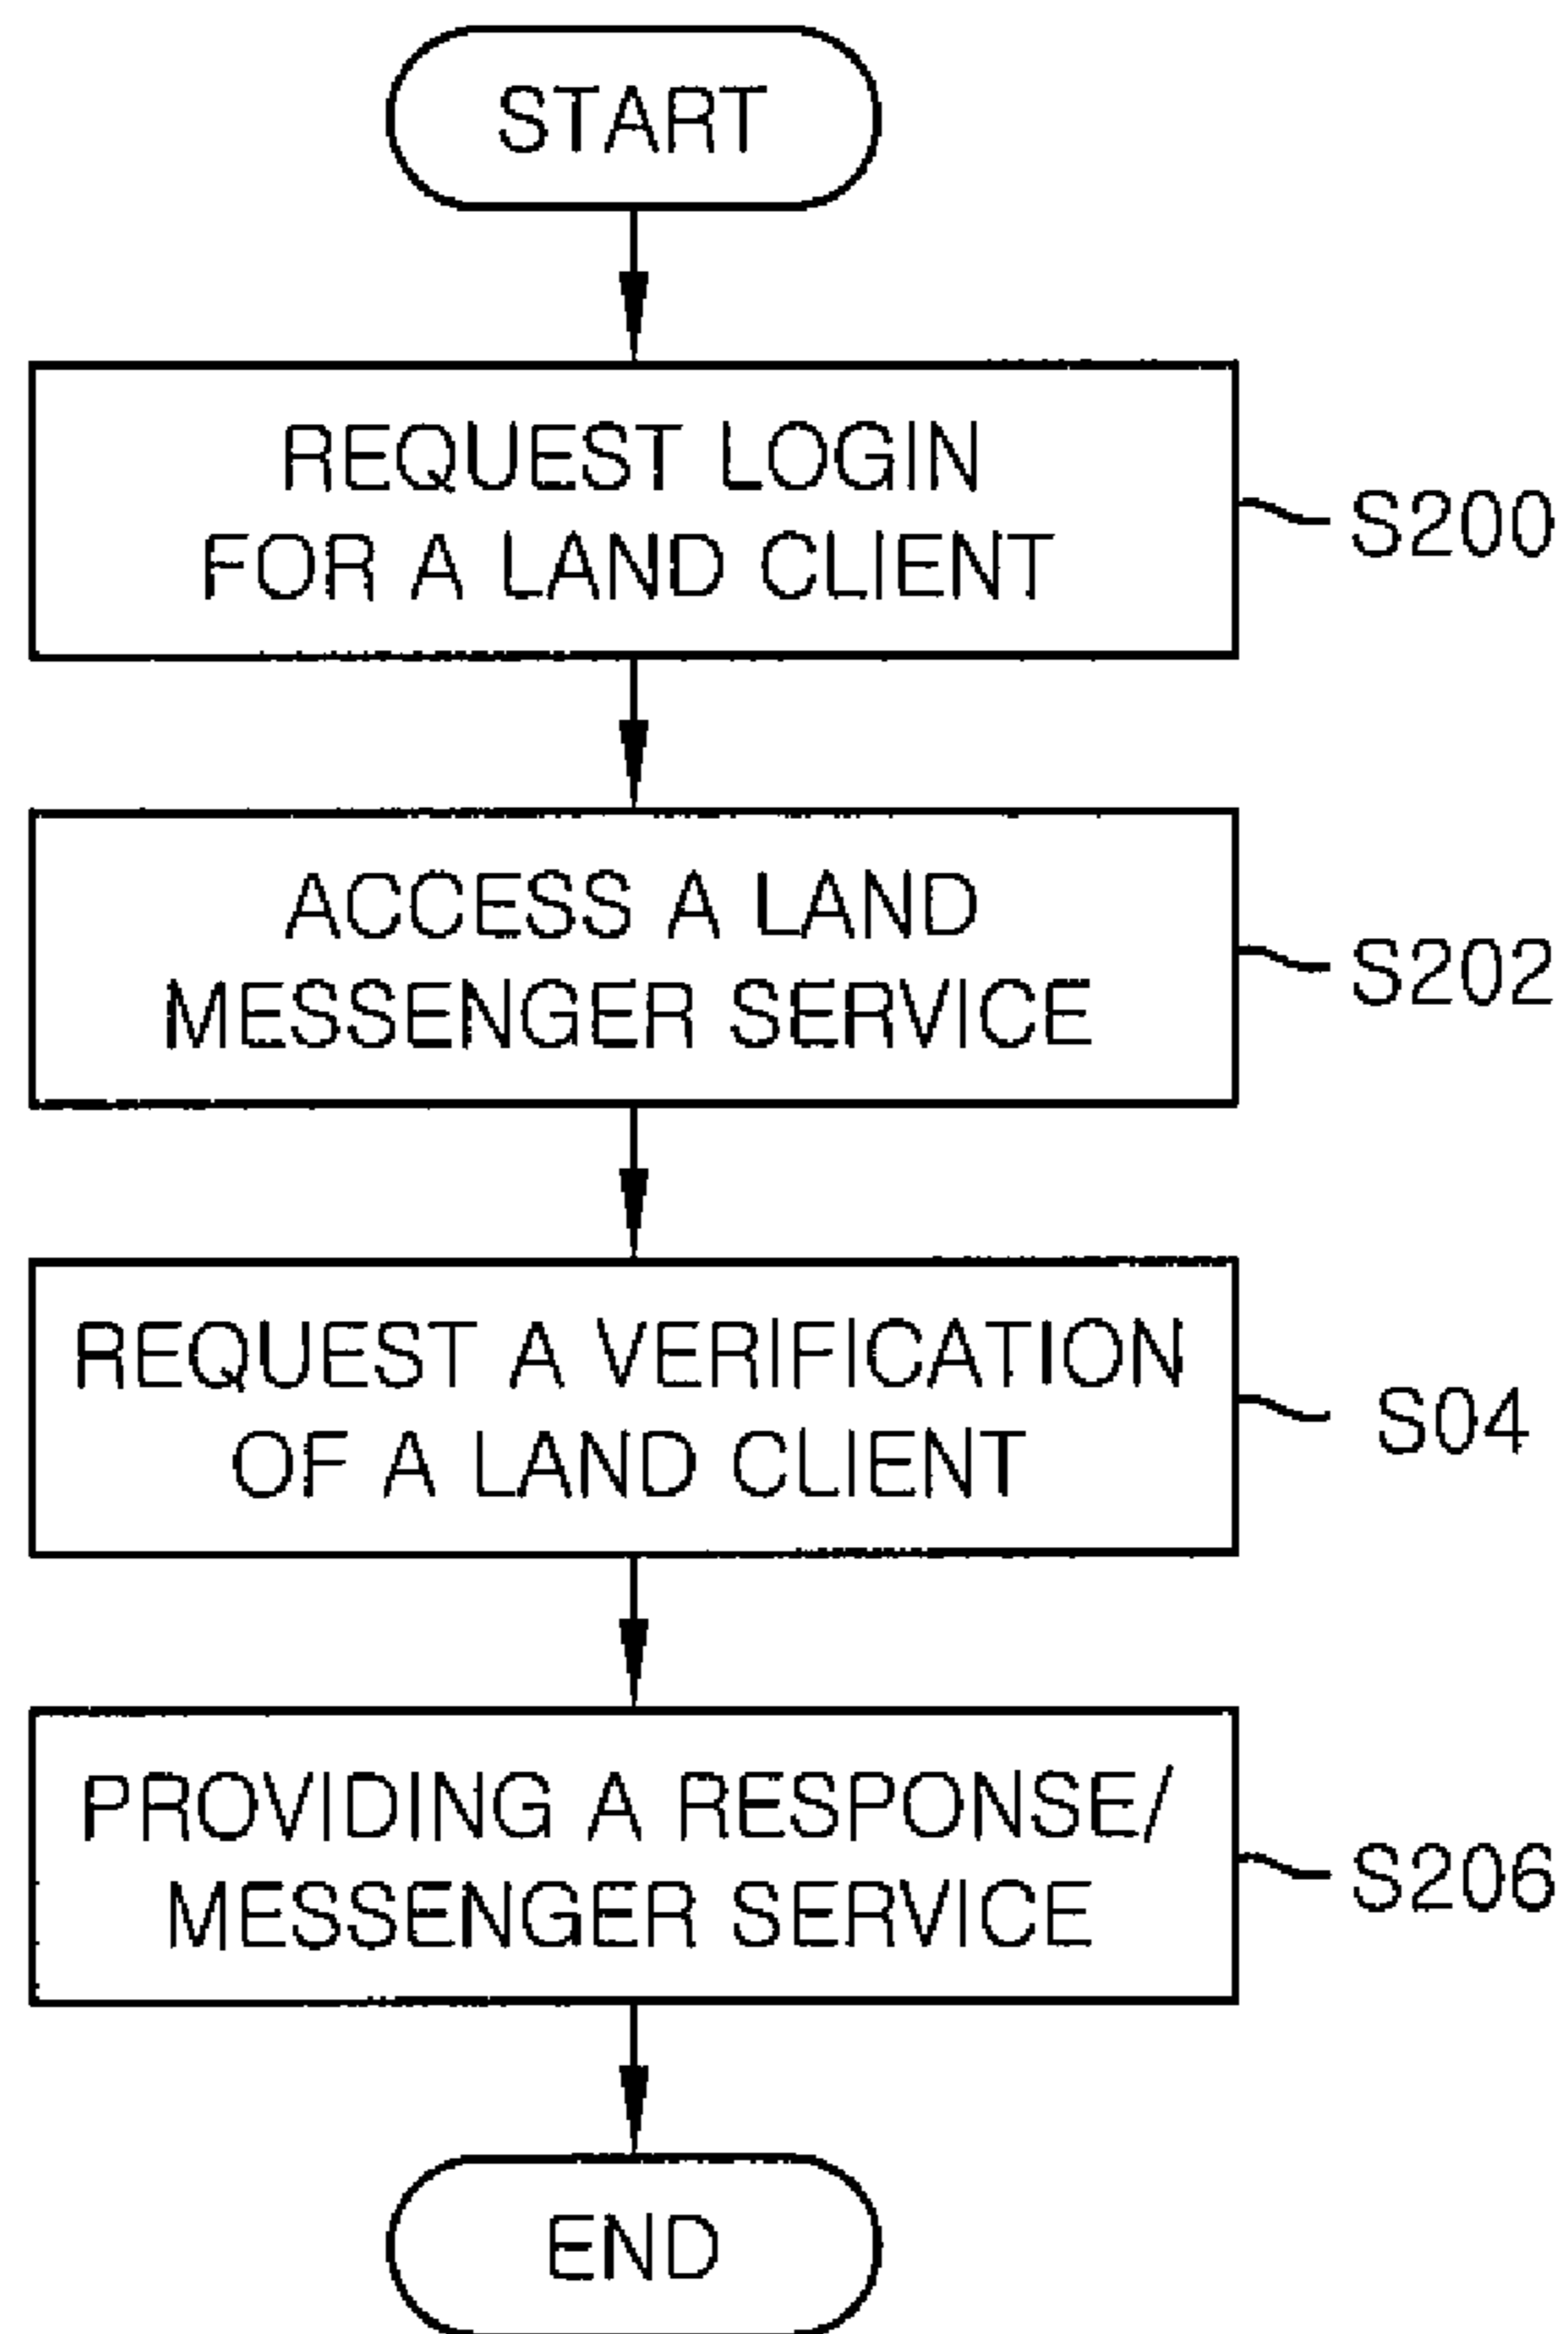 START
REQUEST LOGIN
FOR A LAND CLIENT
S200
ACCESS A LAND
MESSENGER SERVICE
S202
REQUEST A VERIFICATION
OF A LAND CLIENT
S04
PROVIDING A RESPONSE/
MESSENGER SERVICE
S206
END